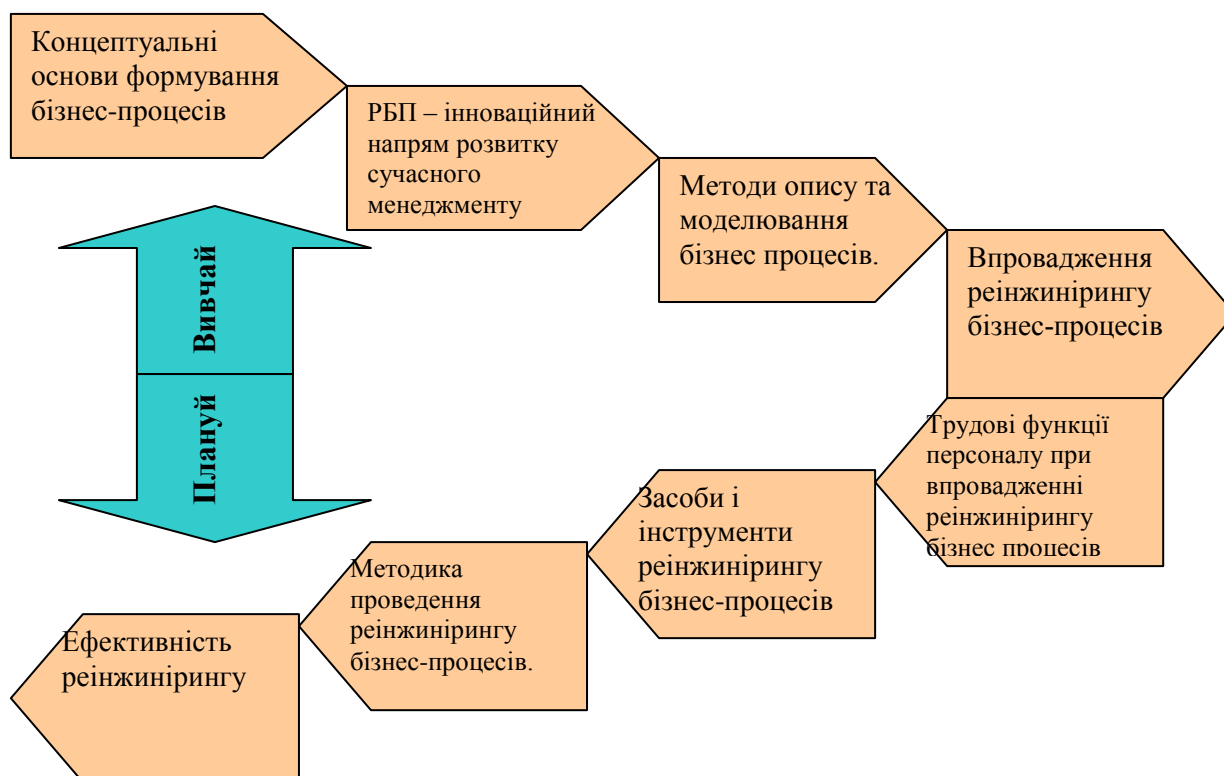 Концептуальні
основи формування
бізнес-процесів
РБП – інноваційний
напрям розвитку
сучасного
менеджменту
Методи опису та
моделювання
бізнес процесів.
Впровадження
реінжинірингу
бізнес-процесів
Вивчай
Плануй
Трудові функції
персоналу при
впровадженні
реінжинірингу
бізнес процесів
Засоби і
інструменти
реінжинірингу
бізнес-процесів
Методика
проведення
реінжинірингу
бізнес-процесів.
Ефективність
реінжинірингу